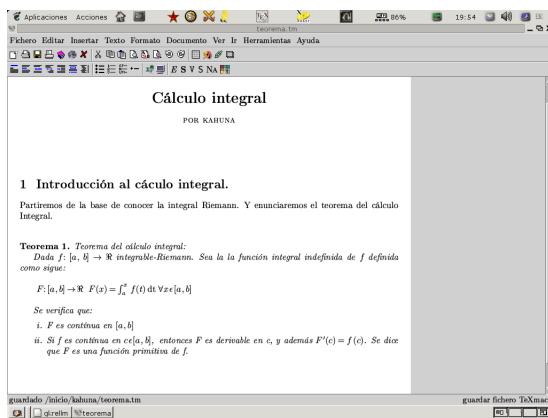 Aplicaciones Acciones 86% 19:54
teorema.tm
Fichero Editar Insertar Texto Formato Documento Ver Ir Herramientas Ayuda
E S V S NA
Cálculo integral
POR KAHUNA
1 Introducción al cáculo integral.
Partiremos de la base de conocer la integral Riemann. Y enunciaremos el teorema del cálculo
Integral.
Teorema 1. Teorema del cálculo integral:
Dada f: [a, b] → ℜ integrable-Riemann. Sea la la función integral indefinida de f definida
como sigue:
F: [a, b] → ℜ F(x) = ∫ₐˣ f(t) dt ∀x ϵ [a, b]
Se verifica que:
i. F es contínua en [a, b]
ii. Si f es contínua en cϵ[a, b], entonces F es derivable en c, y además F′(c) = f(c). Se dice
que F es una función primitiva de f.
guardado /inicio/kahuna/teorema.tm guardar fichero TeXmac
gkrellm teorema